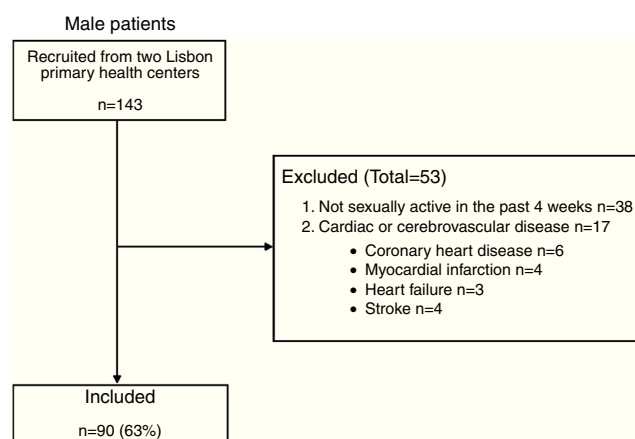 Male patients
Recruited from two Lisbon
primary health centers
n=143
Excluded (Total=53)
1. Not sexually active in the past 4 weeks n=38
2. Cardiac or cerebrovascular disease n=17
• Coronary heart disease n=6
• Myocardial infarction n=4
• Heart failure n=3
• Stroke n=4
Included
n=90 (63%)